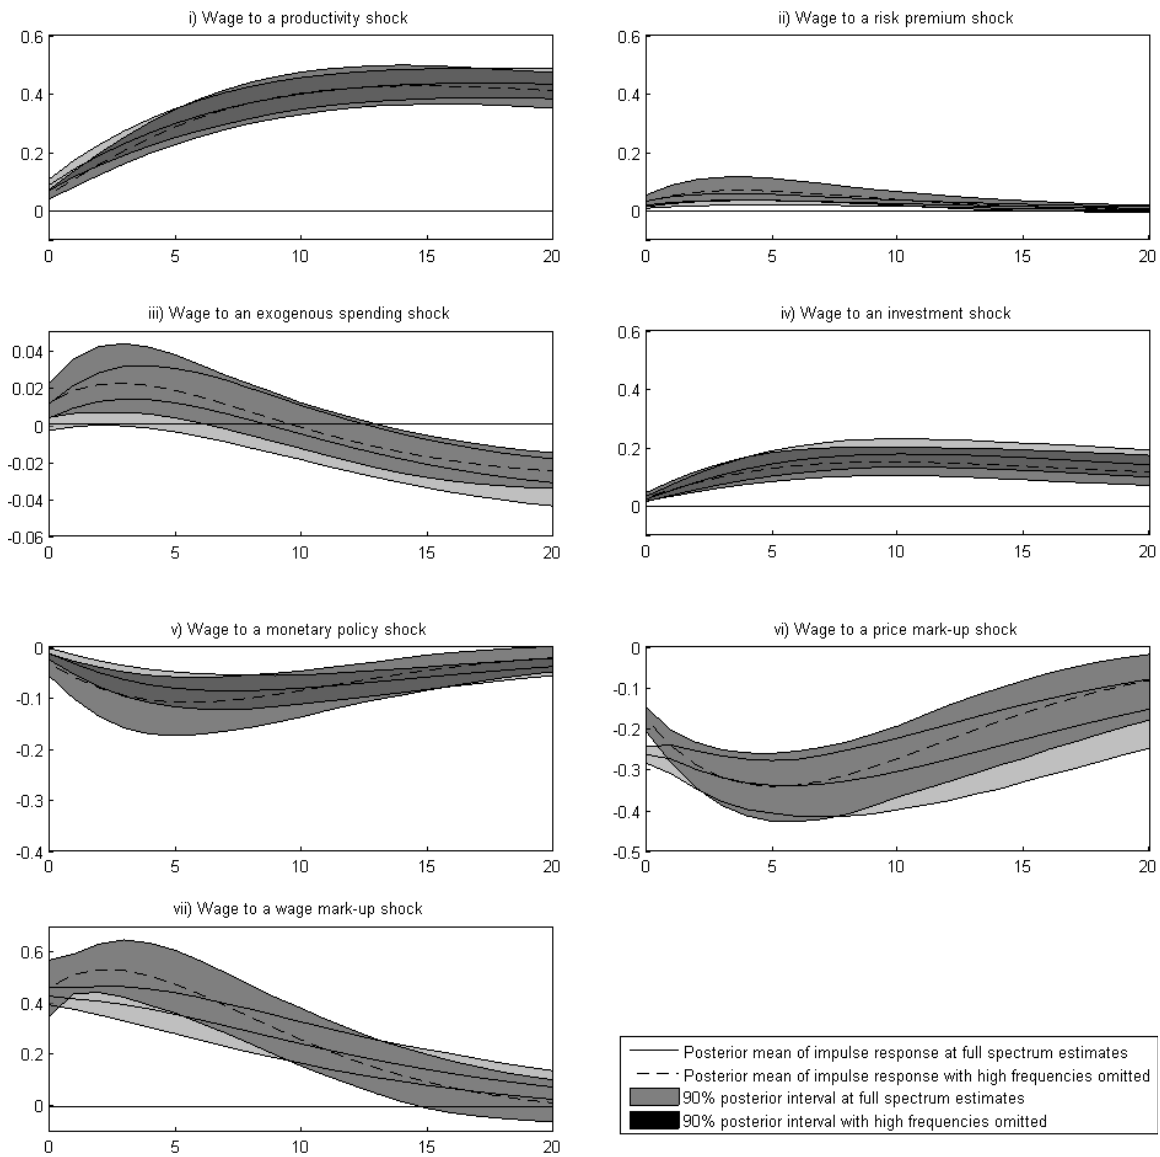 i) Wage to a productivity shock
0.6
0.4
0.2
0
0 5 10 15 20
ii) Wage to a risk premium shock
0.6
0.4
0.2
0
0 5 10 15 20
iii) Wage to an exogenous spending shock
0.04
0.02
0
-0.02
-0.04
-0.06
0 5 10 15 20
iv) Wage to an investment shock
0.6
0.4
0.2
0
0 5 10 15 20
v) Wage to a monetary policy shock
0
-0.1
-0.2
-0.3
-0.4
0 5 10 15 20
vi) Wage to a price mark-up shock
0
-0.1
-0.2
-0.3
-0.4
-0.5
0 5 10 15 20
vii) Wage to a wage mark-up shock
0.6
0.4
0.2
0
0 5 10 15 20
Posterior mean of impulse response at full spectrum estimates
Posterior mean of impulse response with high frequencies omitted
90% posterior interval at full spectrum estimates
90% posterior interval with high frequencies omitted